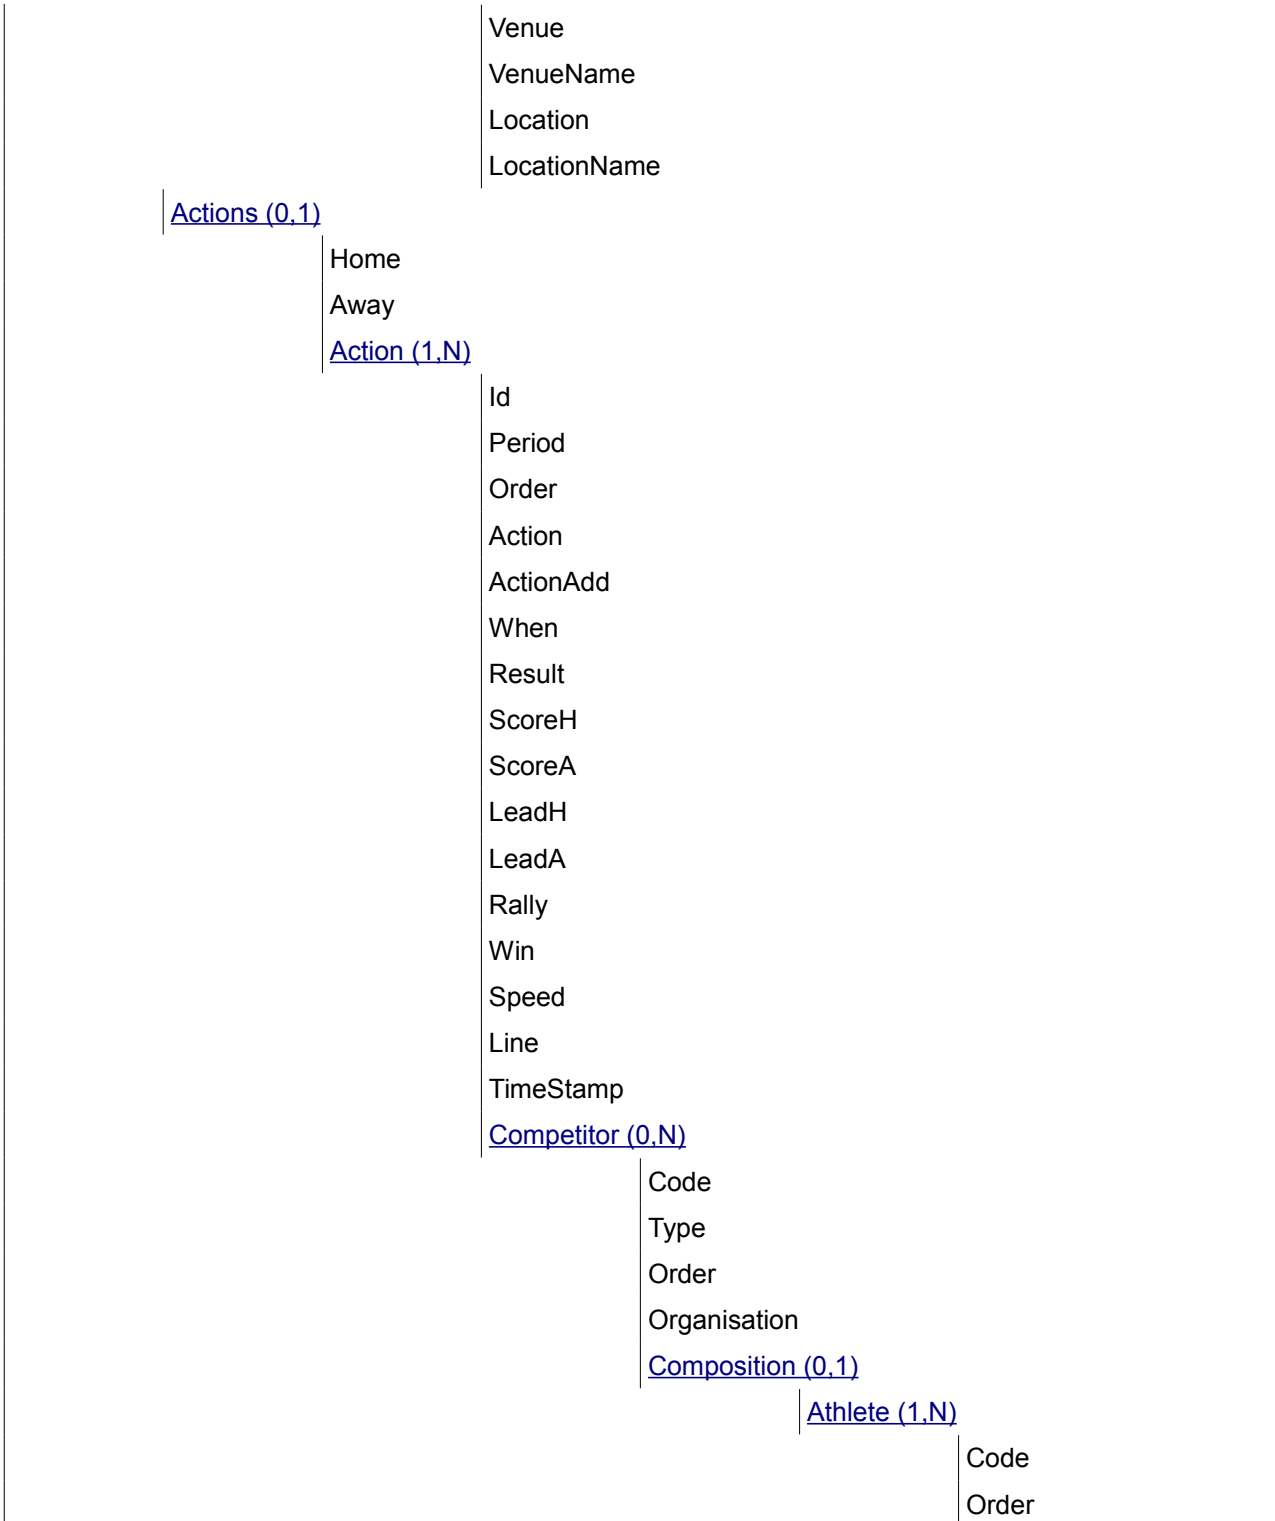 Venue
VenueName
Location
LocationName
Actions (0,1)
Home
Away
Action (1,N)
Id
Period
Order
Action
ActionAdd
When
Result
ScoreH
ScoreA
LeadH
LeadA
Rally
Win
Speed
Line
TimeStamp
Competitor (0,N)
Code
Type
Order
Organisation
Composition (0,1)
Athlete (1,N)
Code
Order